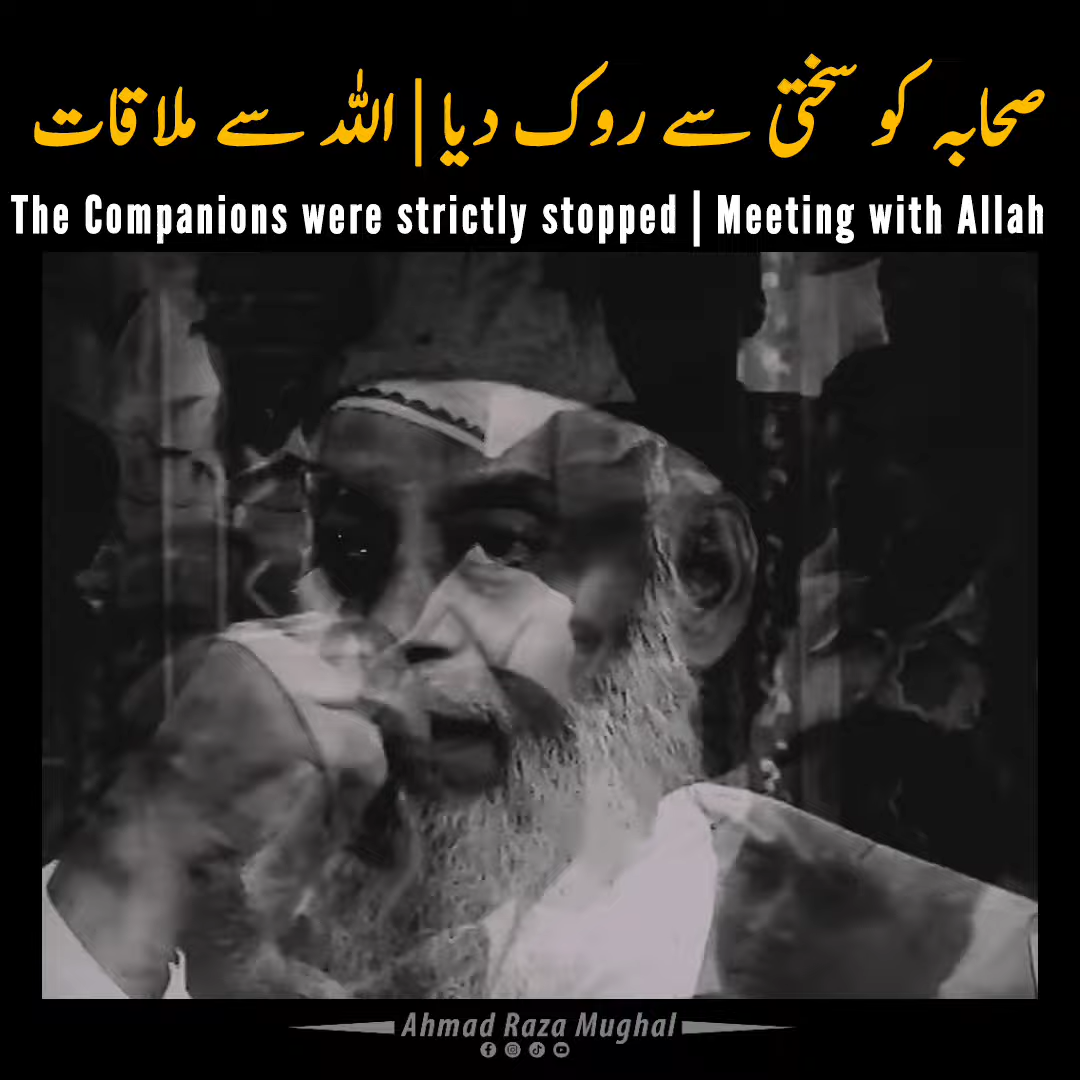 صحابہ کو سختی سے روک دیا | اللہ سے ملاقات
The Companions were strictly stopped | Meeting with Allah
Ahmad Raza Mughal